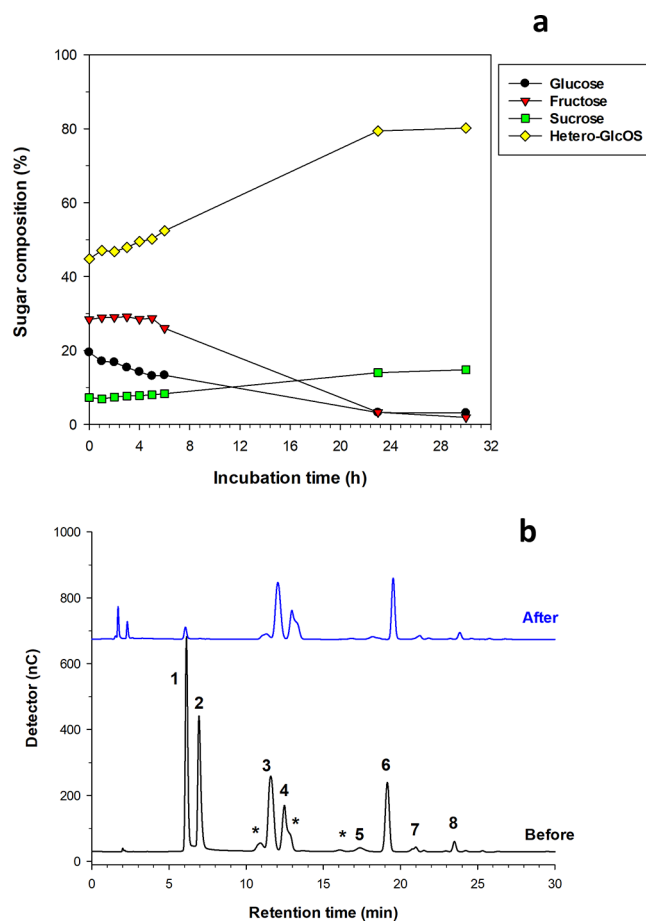 a
100
80
60
40
20
0
Sugar composition (%)
0 4 8 12 16 20 24 28 32
Incubation time (h)
Glucose
Fructose
Sucrose
Hetero-GlcOS
b
1000
800
600
400
200
0
Detector (nC)
After
1
2
3
4
*
*
*
5
6
7
8
Before
0 5 10 15 20 25 30
Retention time (min)